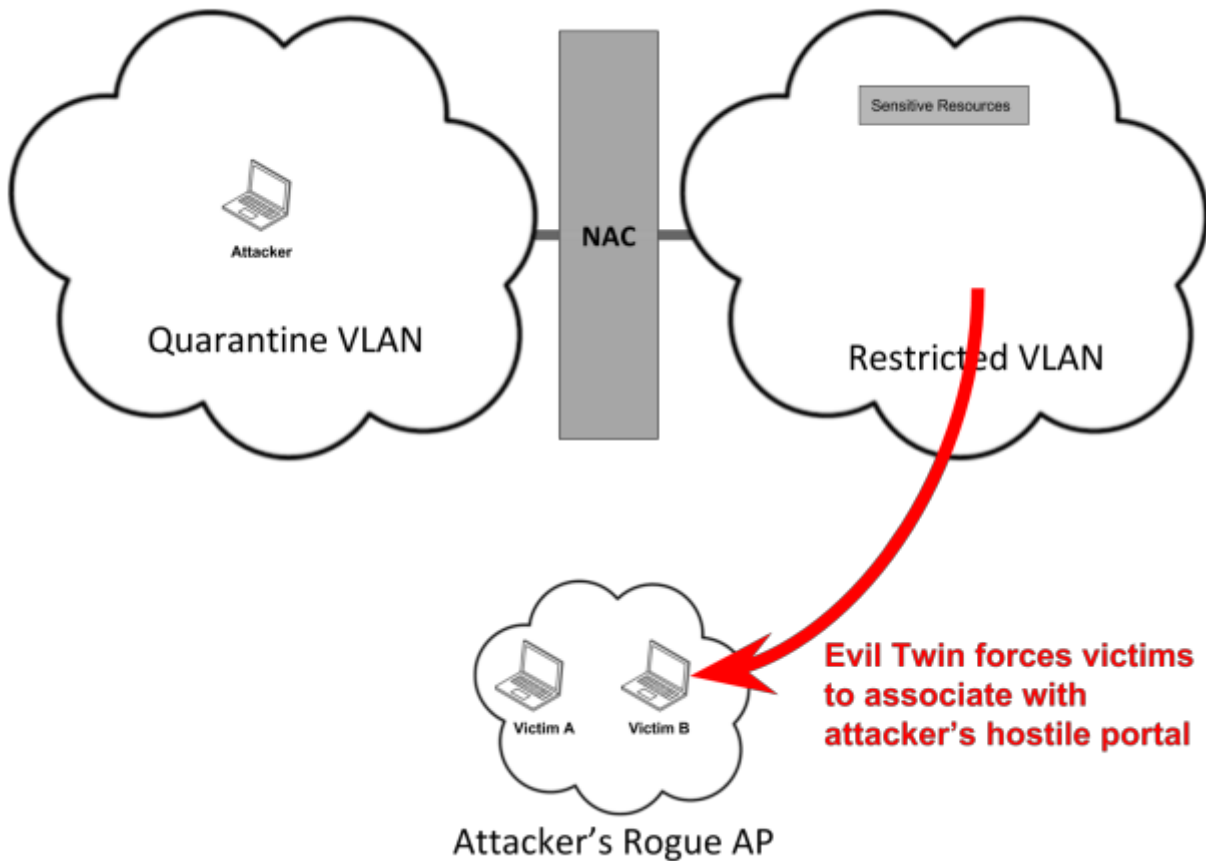 Sensitive Resources
NAC
Attacker
Quarantine VLAN
Restricted VLAN
Evil Twin forces victims
to associate with
attacker's hostile portal
Victim A
Victim B
Attacker's Rogue AP